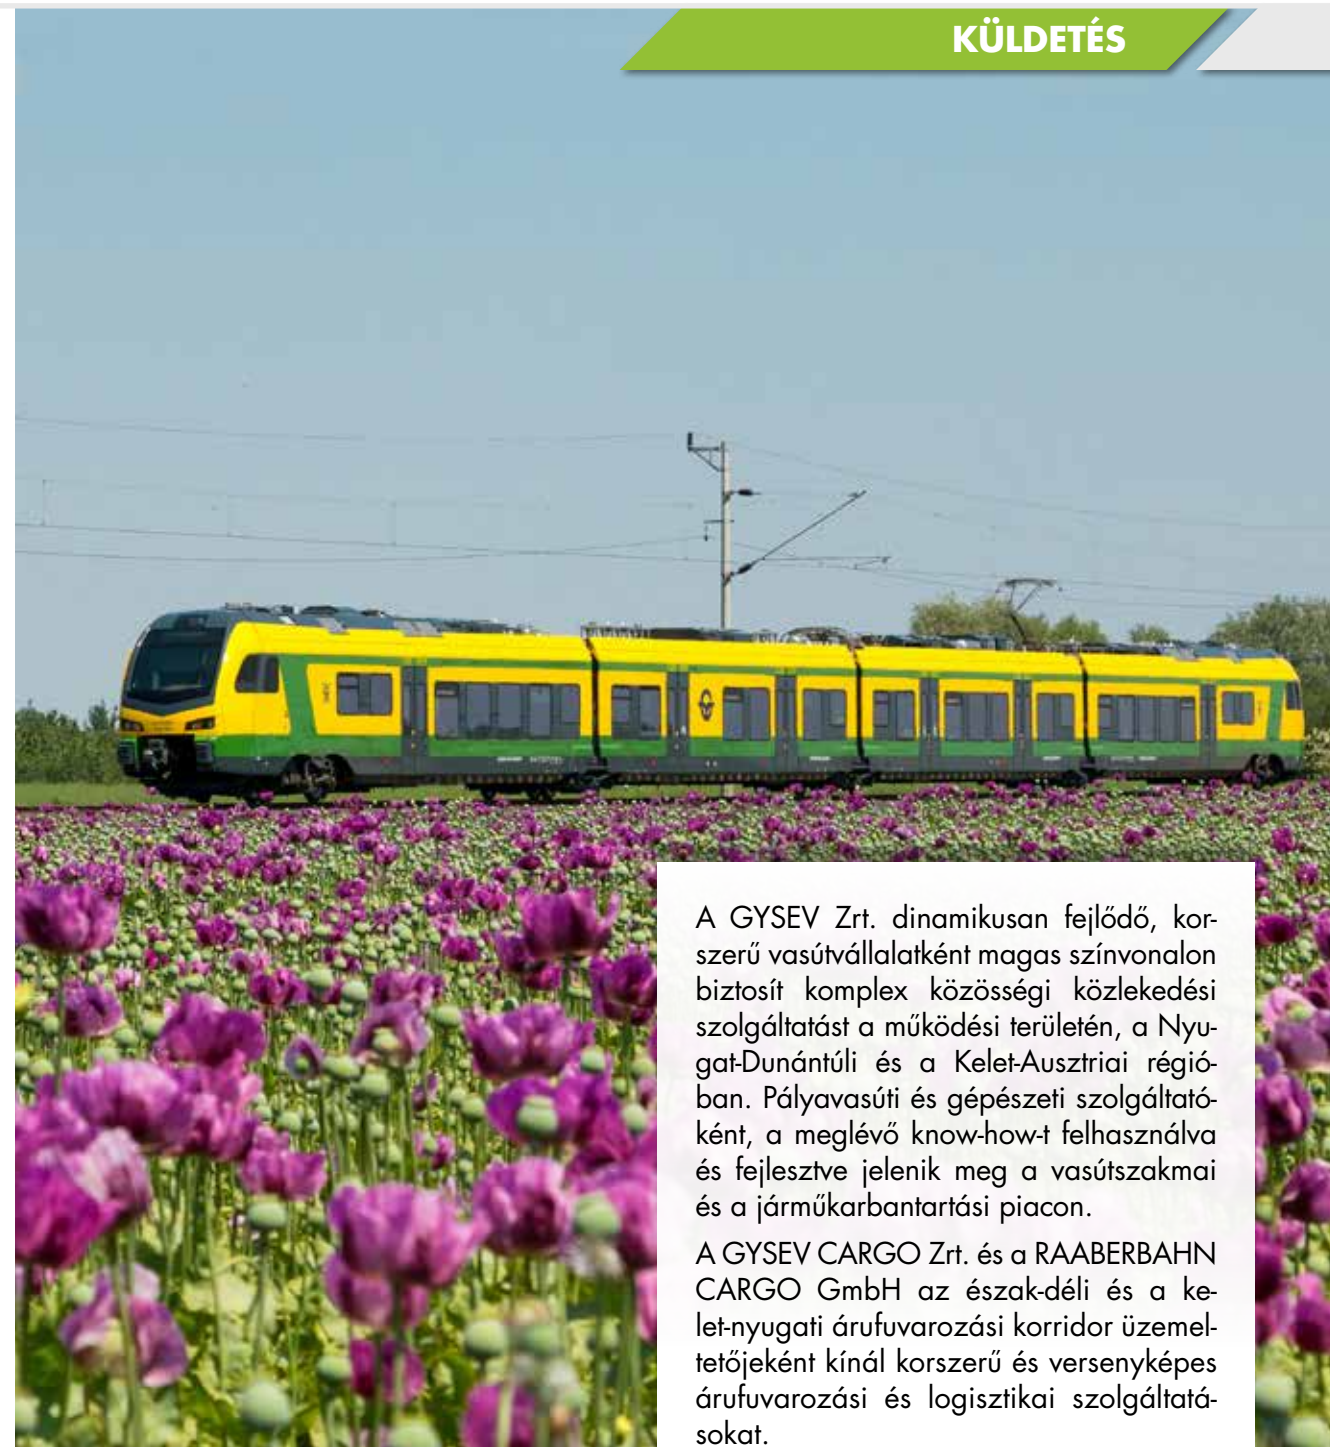 KÜLDETÉS
A GYSEV Zrt. dinamikusan fejlődő, kor-
szerű vasútvállalatként magas színvonalon
biztosít komplex közösségi közlekedési
szolgáltatást a működési területén, a Nyu-
gat-Dunántúli és a Kelet-Ausztriai régió-
ban. Pályavasúti és gépészeti szolgáltató-
ként, a meglévő know-how-t felhasználva
és fejlesztve jelenik meg a vasútszakmai
és a járműkarbantartási piacon.
A GYSEV CARGO Zrt. és a RAABERBAHN
CARGO GmbH az észak-déli és a ke-
let-nyugati árufuvarozási korridor üzemel-
tetőjeként kínál korszerű és versenyképes
árufuvarozási és logisztikai szolgáltatá-
sokat.